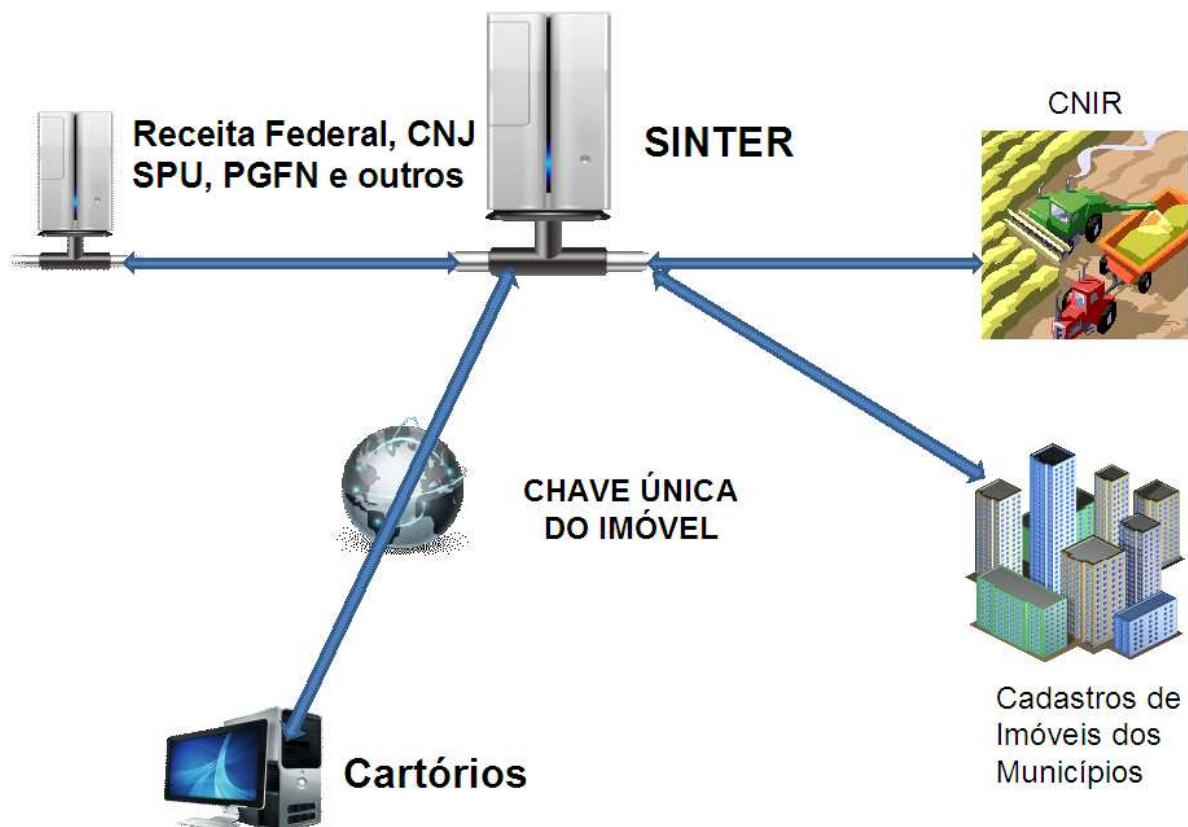 CNIR
Receita Federal, CNJ
SPU, PGFN e outros
SINTER
CHAVE ÚNICA
DO IMÓVEL
Cadastros de
Imóveis dos
Municípios
Cartórios